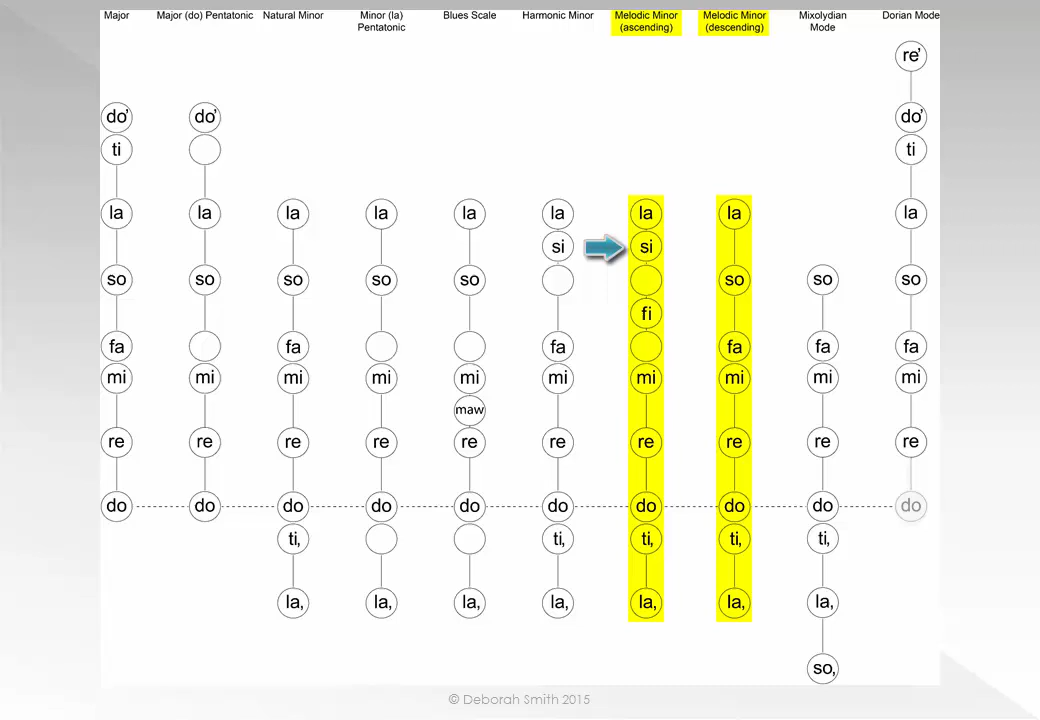 Major Major (do) Pentatonic Natural Minor Minor (la) Blues Scale Harmonic Minor Melodic Minor Melodic Minor Mixolydian Dorian Mode
Pentatonic (ascending) (descending) Mode
re'
do' do' do'
ti ti
la la la la la la la la la
si si
so so so so so so so so
fi
fa fa fa fa fa fa
mi mi mi mi mi mi mi mi mi mi
maw
re re re re re re re re re re
do do do do do do do do do do
ti, ti, ti, ti, ti,
la, la, la, la, la, la, la,
so,
© Deborah Smith 2015